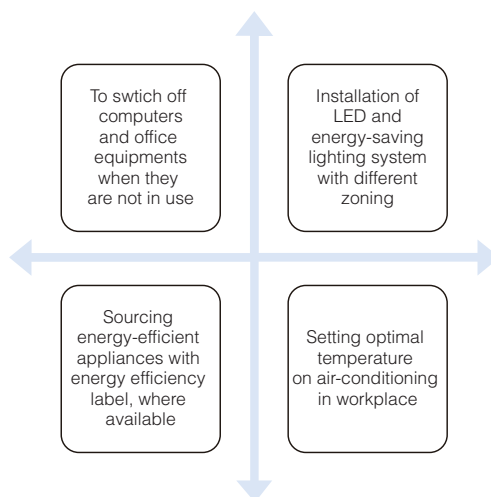 To swtich off
computers
and office
equipments
when they
are not in use
Installation of
LED and
energy-saving
lighting system
with different
zoning
Sourcing
energy-efficient
appliances with
energy efficiency
label, where
available
Setting optimal
temperature
on air-conditioning
in workplace